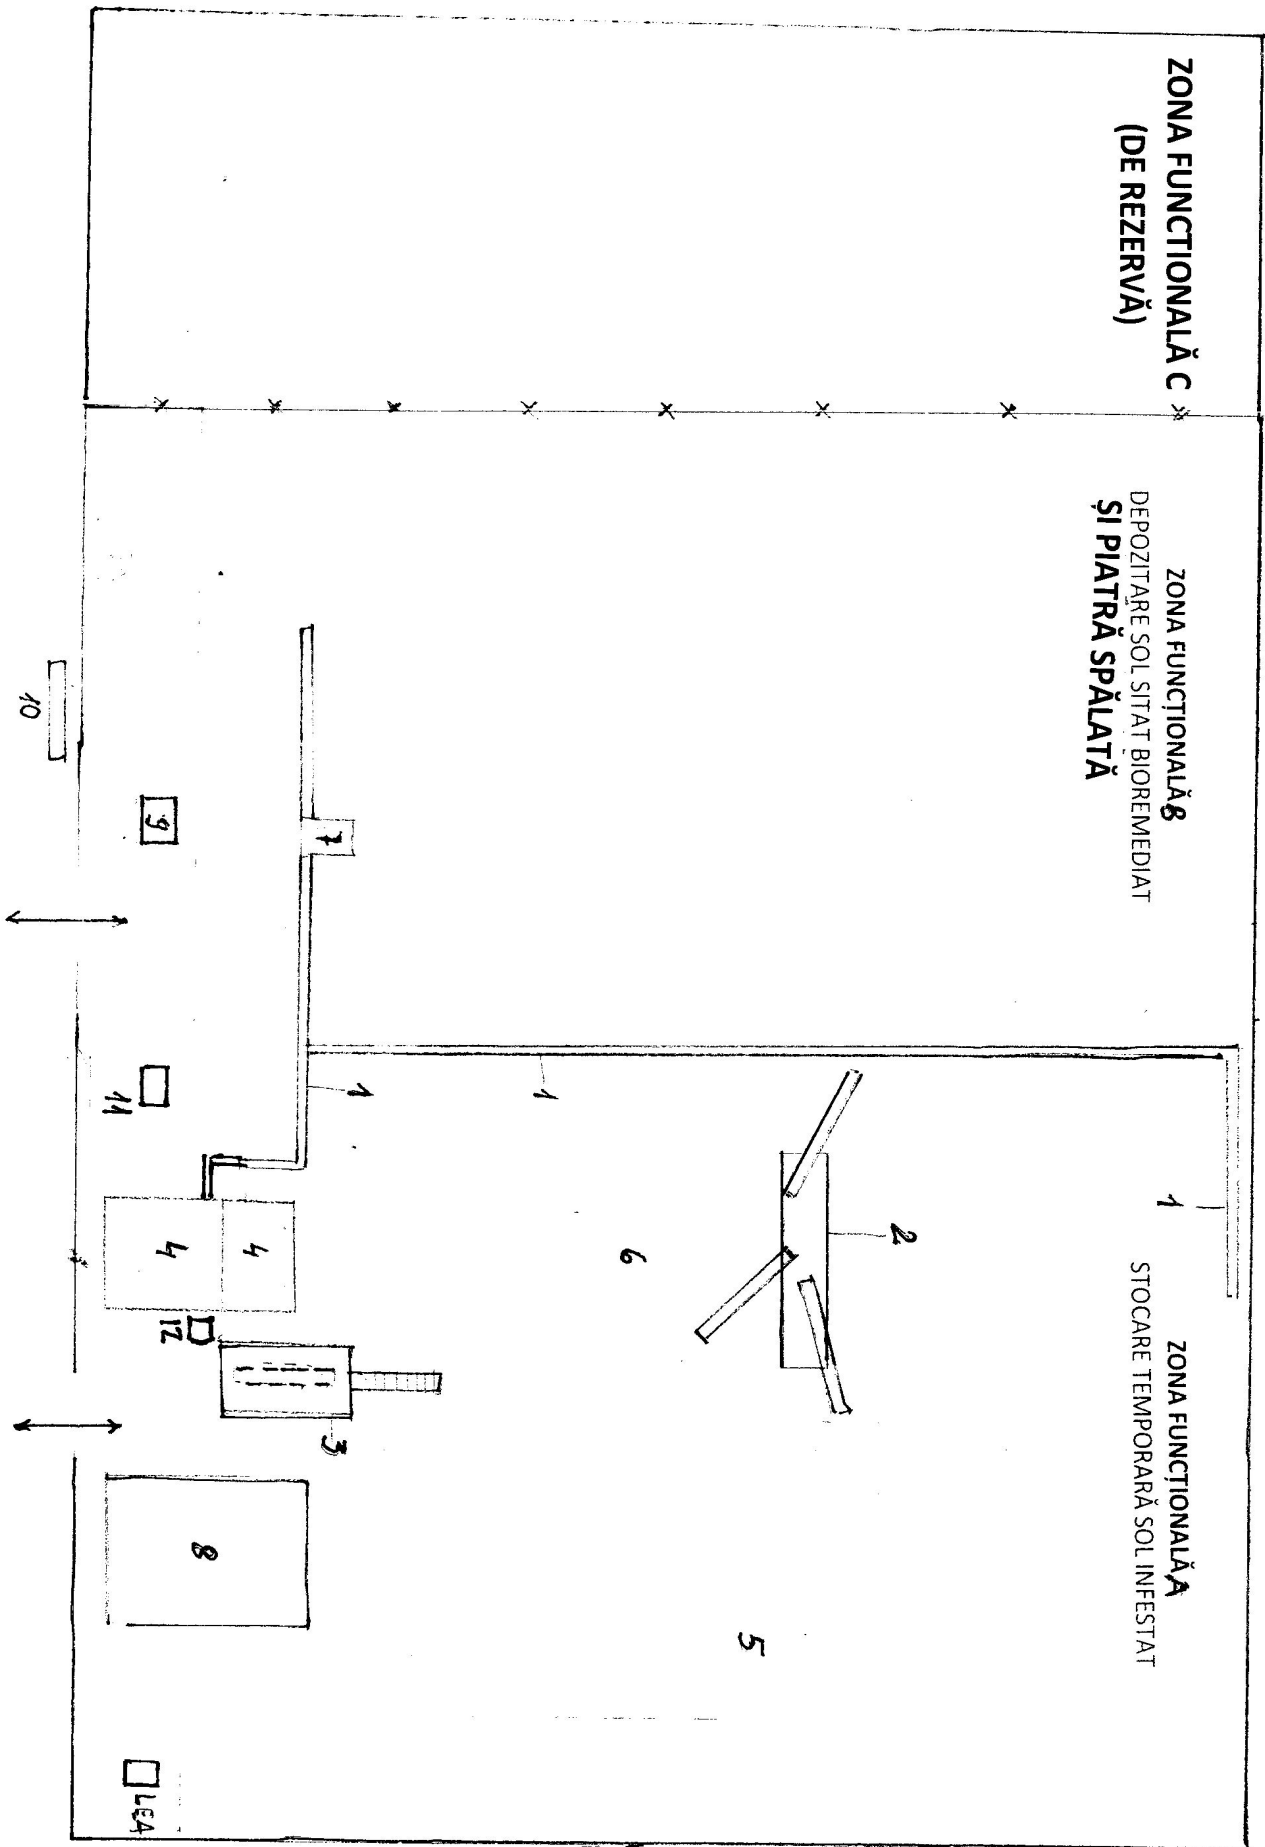 ZONA FUNCTIONALĂ C
(DE REZERVĂ)
ZONA FUNCȚIONALĂ B
DEPOZITARE SOL SITAT BIOREMEDIAT
ȘI PIATRĂ SPĂLATĂ
ZONA FUNCȚIONALĂ A
STOCARE TEMPORARĂ SOL INFESTAT
1
2
1
1
7
6
5
10
9
11
4
4
12
3
8
LEA